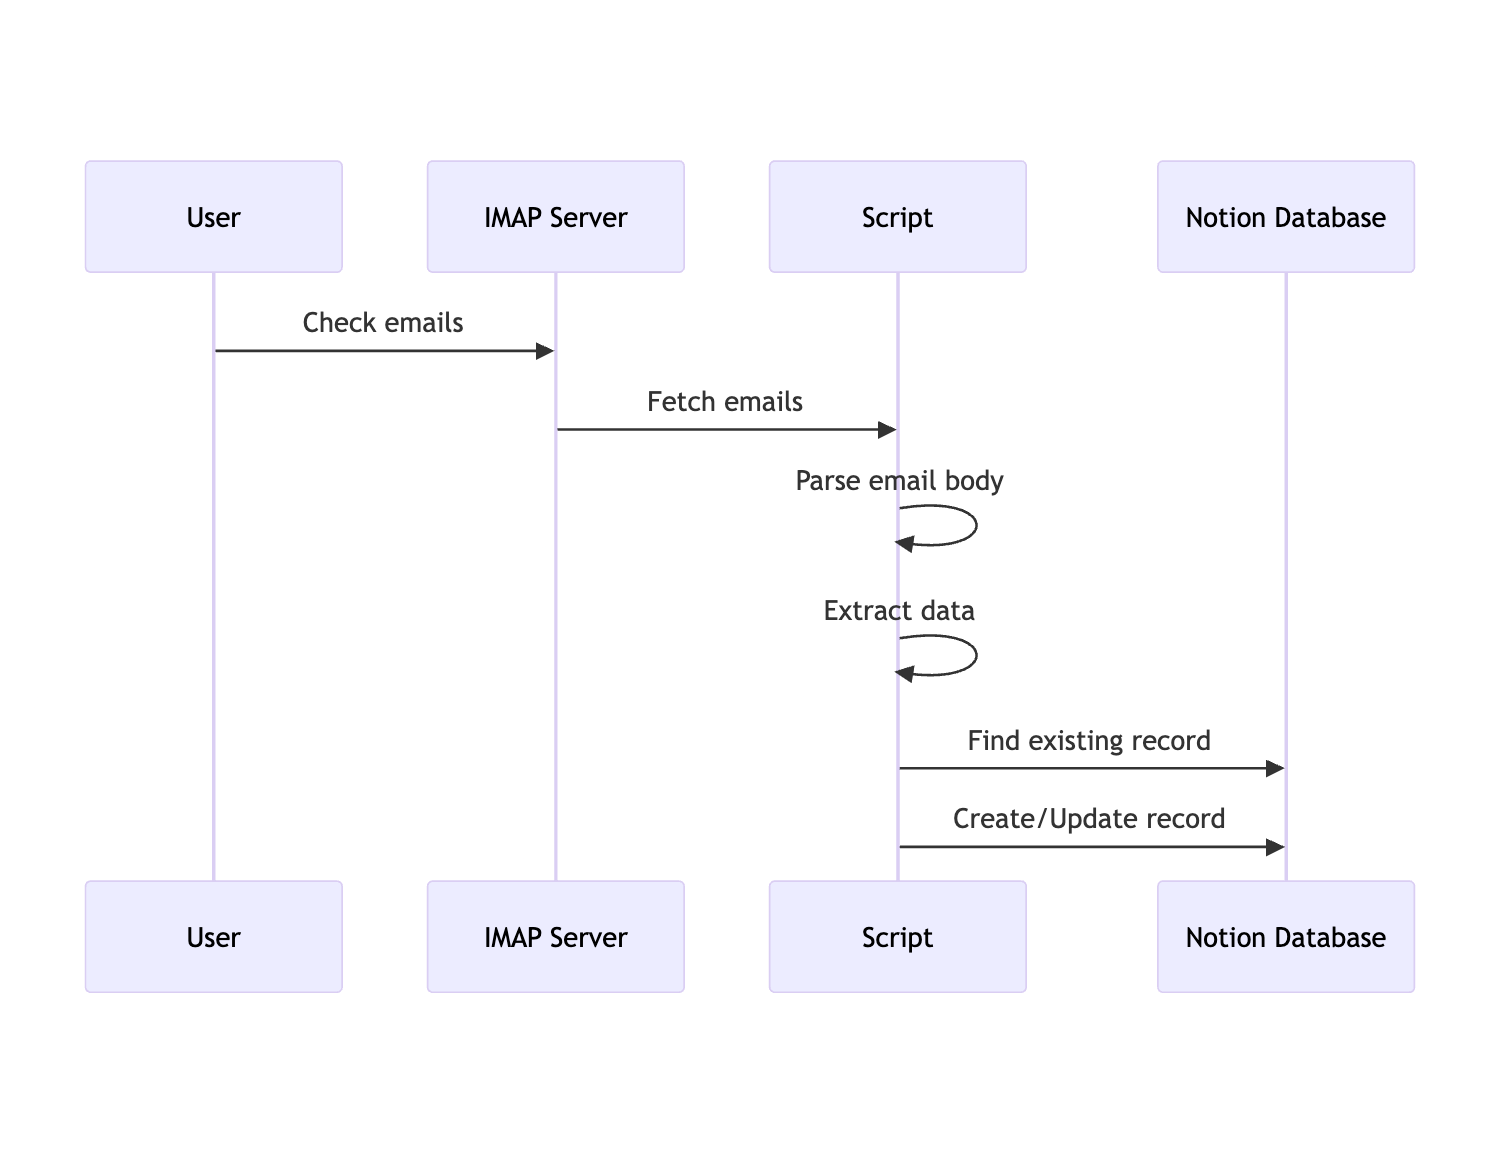 User
IMAP Server
Script
Notion Database
Check emails
Fetch emails
Parse email body
Extract data
Find existing record
Create/Update record
User
IMAP Server
Script
Notion Database